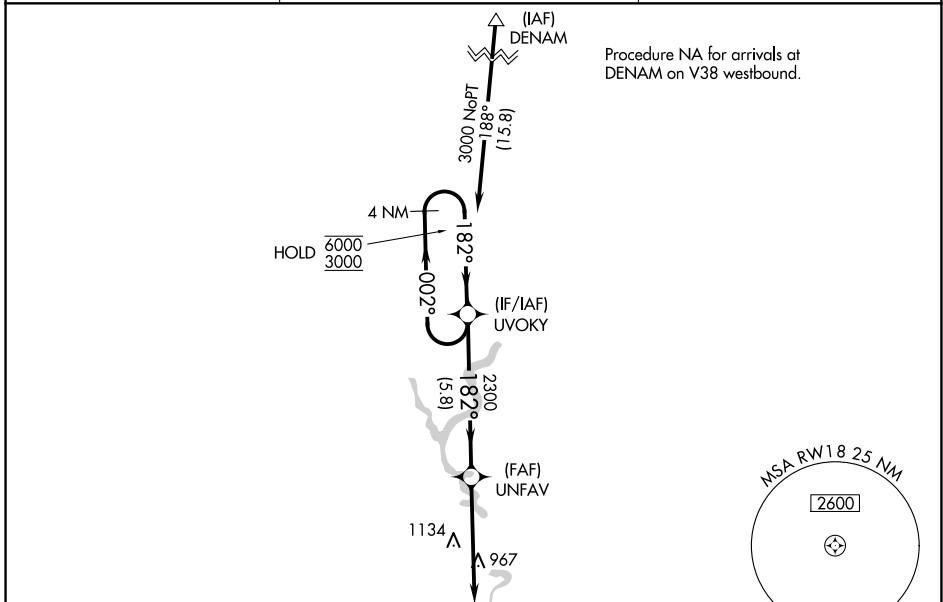 (IAF)
DENAM
Procedure NA for arrivals at
DENAM on V38 westbound.
3000 NoPT
188°
(15.8)
4 NM
HOLD 6000
3000
182°
002°
(IF/IAF)
UVOKY
2300
182°
(5.8)
(FAF)
UNFAV
1134
967
MSA RW18 25 NM
2600